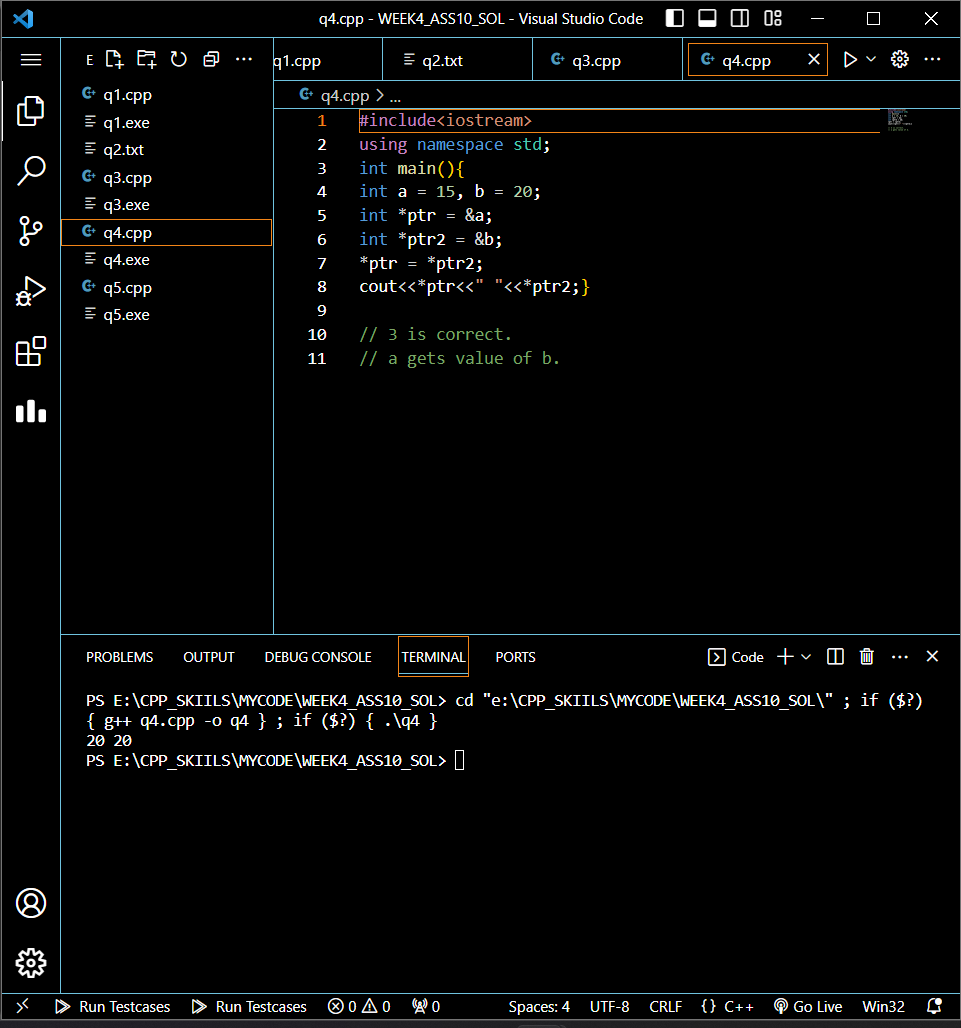 q4.cpp - WEEK4_ASS10_SOL - Visual Studio Code
E
q1.cpp
q2.txt
q3.cpp
q4.cpp
q1.cpp
q1.exe
q2.txt
q3.cpp
q3.exe
q4.cpp
q4.exe
q5.cpp
q5.exe
q4.cpp > ...
1 #include<iostream>
2 using namespace std;
3 int main(){
4 int a = 15, b = 20;
5 int *ptr = &a;
6 int *ptr2 = &b;
7 *ptr = *ptr2;
8 cout<<*ptr<<" "<<*ptr2;}
9
10 // 3 is correct.
11 // a gets value of b.
PROBLEMS OUTPUT DEBUG CONSOLE TERMINAL PORTS Code
PS E:\CPP_SKIILS\MYCODE\WEEK4_ASS10_SOL> cd "e:\CPP_SKIILS\MYCODE\WEEK4_ASS10_SOL\" ; if ($?)
{ g++ q4.cpp -o q4 } ; if ($?) { .\q4 }
20 20
PS E:\CPP_SKIILS\MYCODE\WEEK4_ASS10_SOL>
Run Testcases Run Testcases 0 0 0 Spaces: 4 UTF-8 CRLF {} C++ Go Live Win32